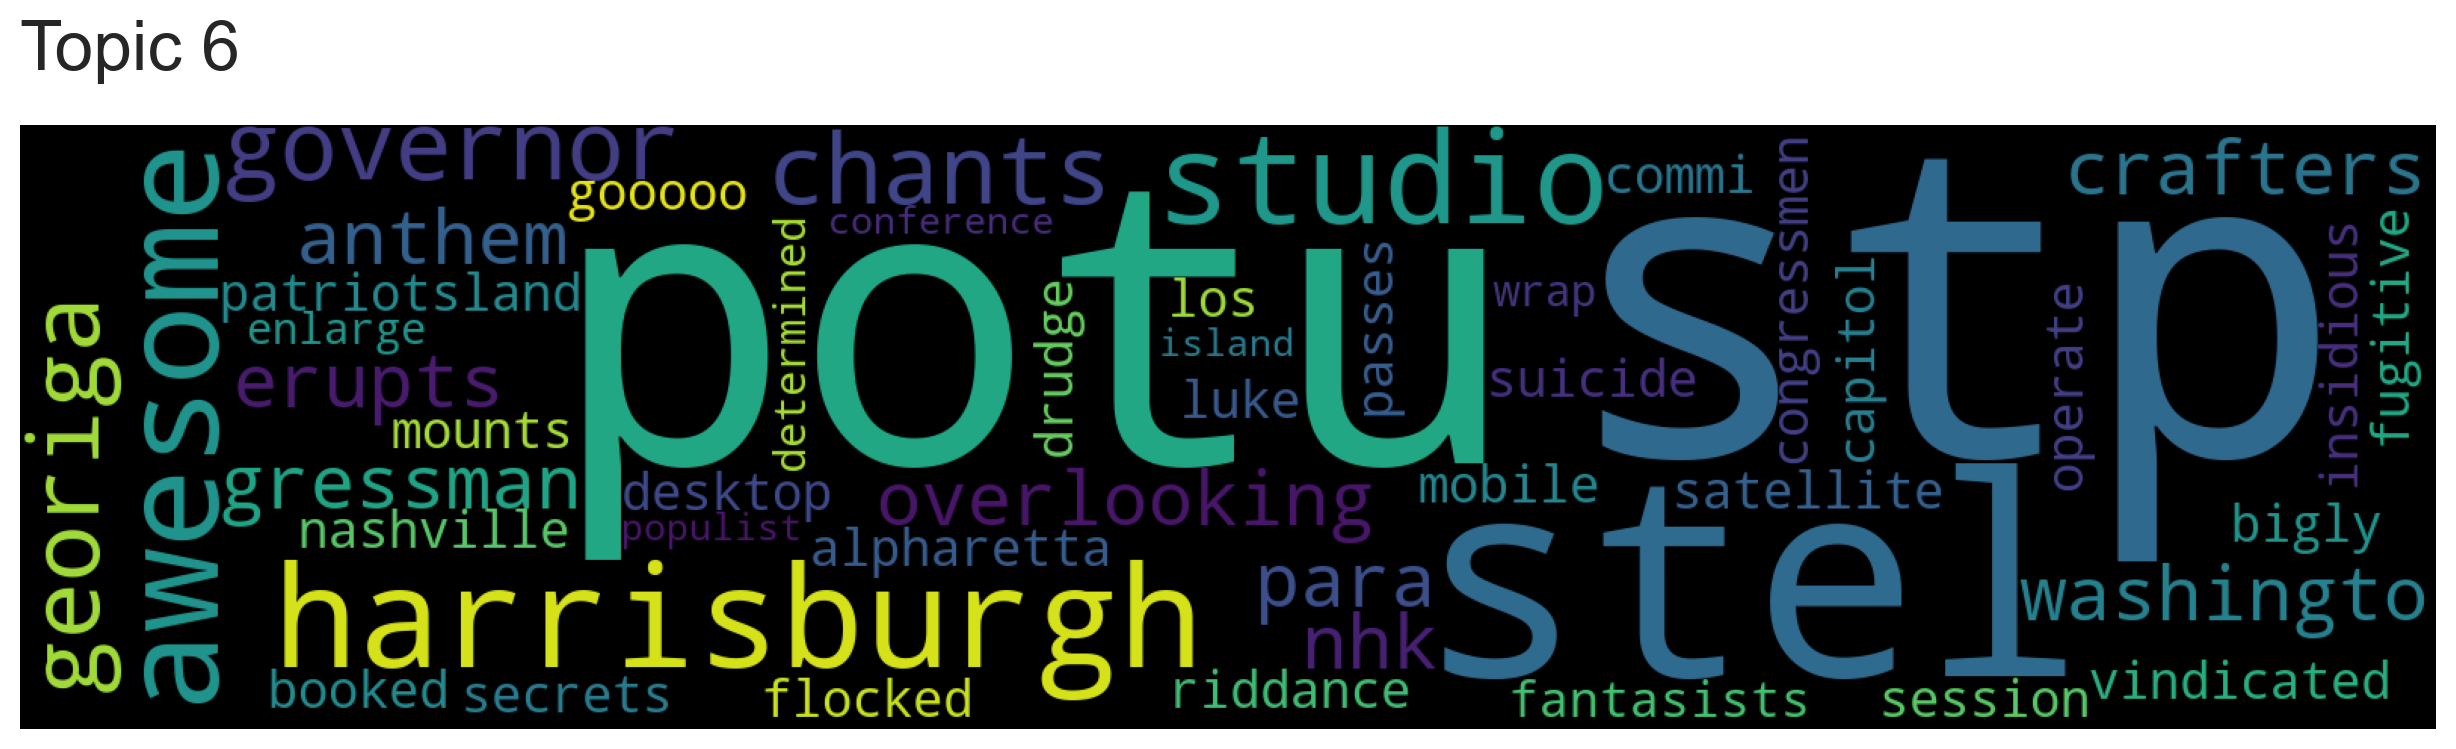 Topic 6
georiga
awesome
governor
gooooo
chants
conference
studio
commi
congressmen
crafters
anthem
patriotsland
enlarge
erupts
mounts
potu
determined
drudge
los
island
luke
passes
wrap
suicide
stp
capitol
operate
insidious
fugitive
gressman
nashville
desktop
populist
overlooking
alpharetta
mobile
satellite
bigly
harrisburgh
para
nhk
stel
washingto
booked
secrets
flocked
riddance
fantasists
session
vindicated